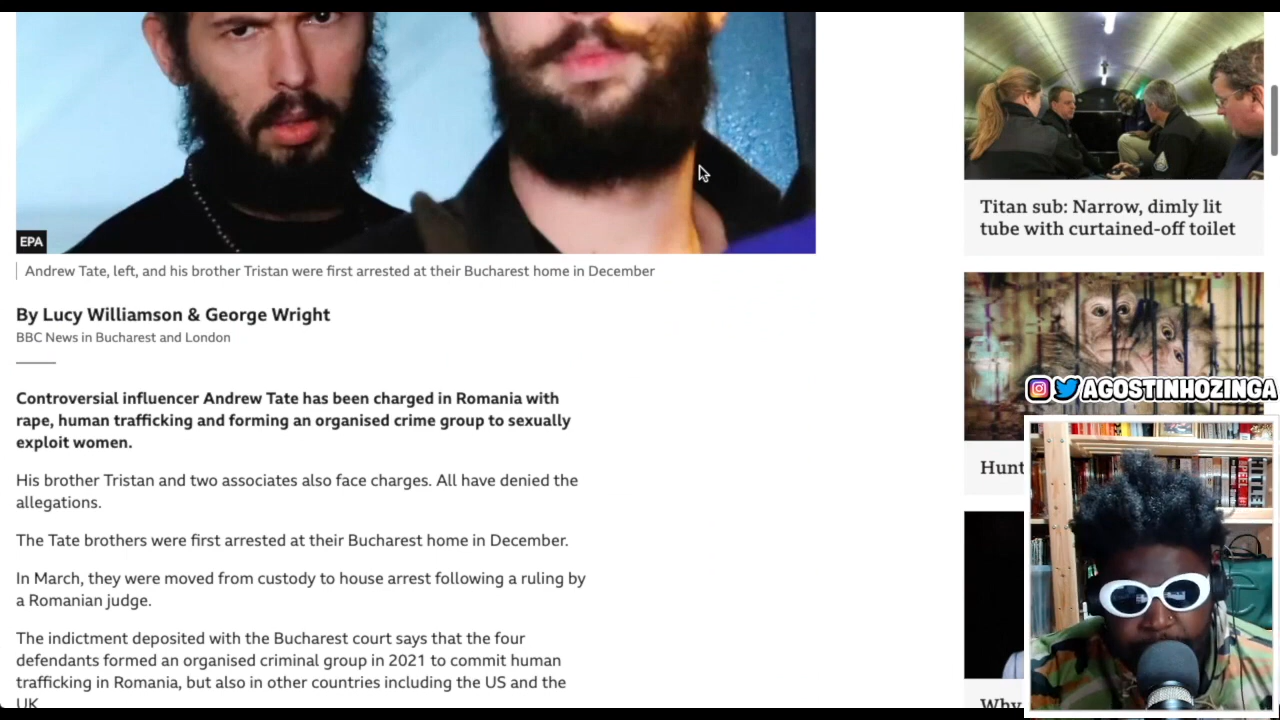 EPA
Andrew Tate, left, and his brother Tristan were first arrested at their Bucharest home in December
By Lucy Williamson & George Wright
BBC News in Bucharest and London
Controversial influencer Andrew Tate has been charged in Romania with
rape, human trafficking and forming an organised crime group to sexually
exploit women.
His brother Tristan and two associates also face charges. All have denied the
allegations.
The Tate brothers were first arrested at their Bucharest home in December.
In March, they were moved from custody to house arrest following a ruling by
a Romanian judge.
The indictment deposited with the Bucharest court says that the four
defendants formed an organised criminal group in 2021 to commit human
trafficking in Romania, but also in other countries including the US and the
UK
Titan sub: Narrow, dimly lit
tube with curtained-off toilet
AGOSTINHOZINGA
Hunt
Why
PEEL
HITLER